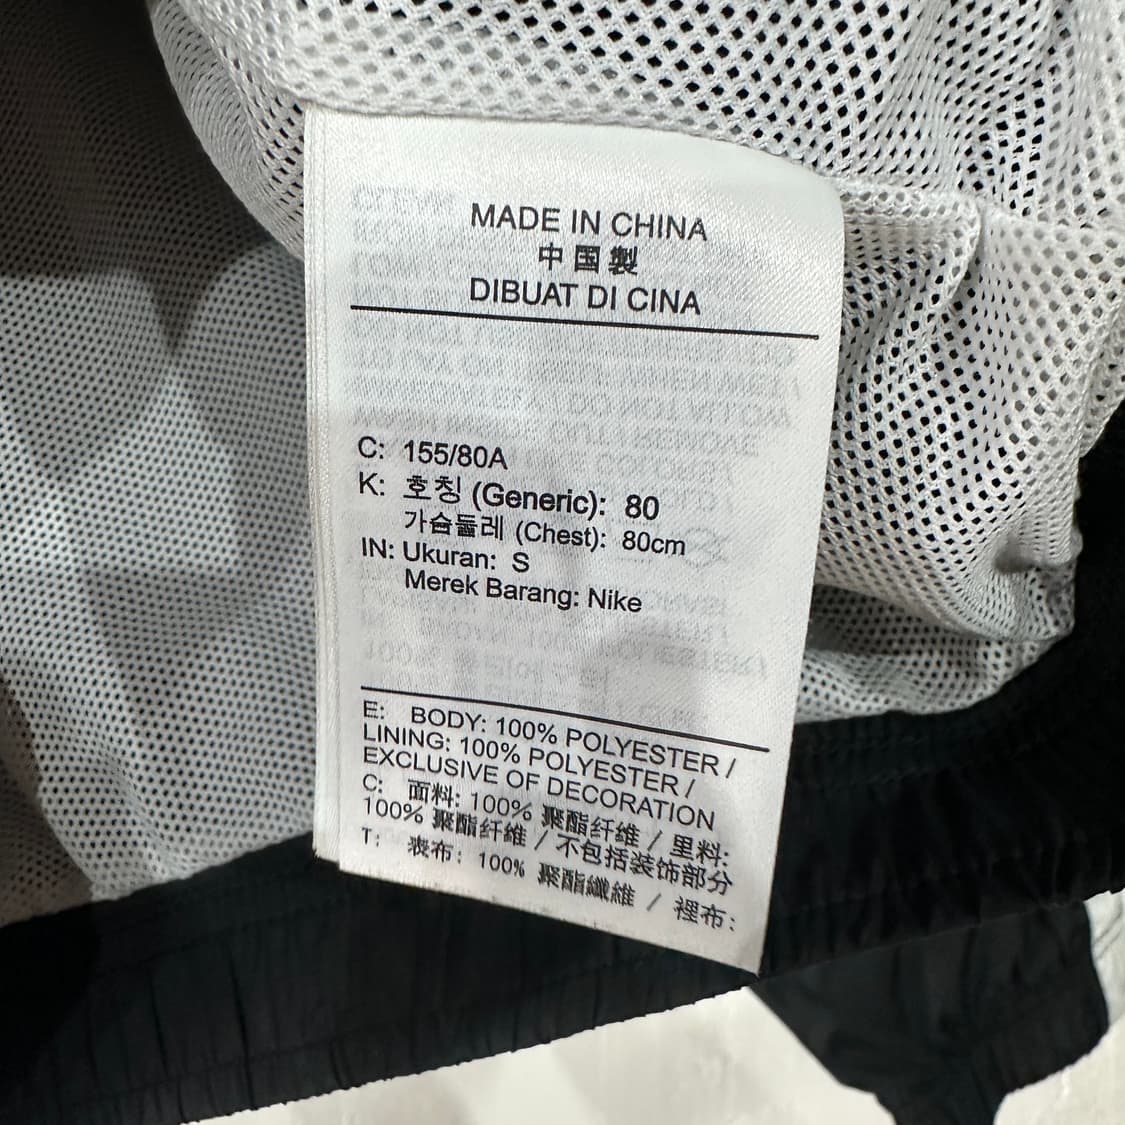 MADE IN CHINA
中国製
DIBUAT DI CINA
C: 155/80A
K: 호칭 (Generic): 80
가슴둘레 (Chest): 80cm
IN: Ukuran: S
Merek Barang: Nike
E: BODY: 100% POLYESTER /
LINING: 100% POLYESTER /
EXCLUSIVE OF DECORATION
C: 面料: 100% 聚酯纤维 / 里料:
100% 聚酯纤维 / 不包括装饰部分
T: 表布: 100% 聚酯纖維 / 裡布: